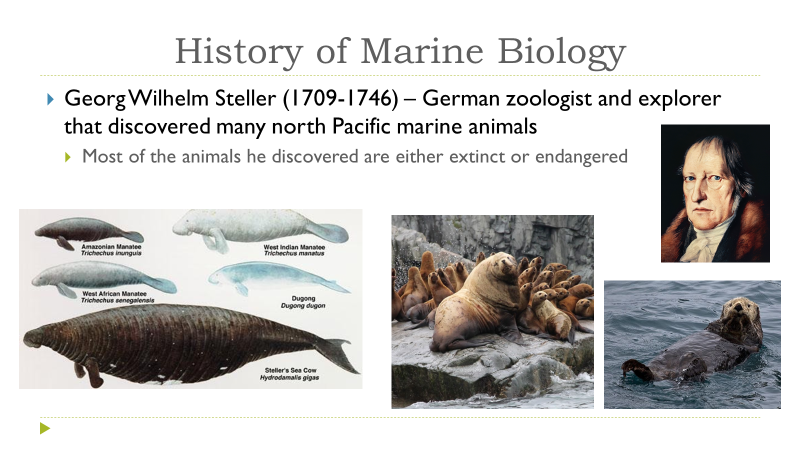 History of Marine Biology
Georg Wilhelm Steller (1709-1746) – German zoologist and explorer
that discovered many north Pacific marine animals
Most of the animals he discovered are either extinct or endangered
Amazonian Manatee
Trichechus inunguis
West Indian Manatee
Trichechus manatus
West African Manatee
Trichechus senegalensis
Dugong
Dugong dugon
Steller's Sea Cow
Hydrodamalis gigas